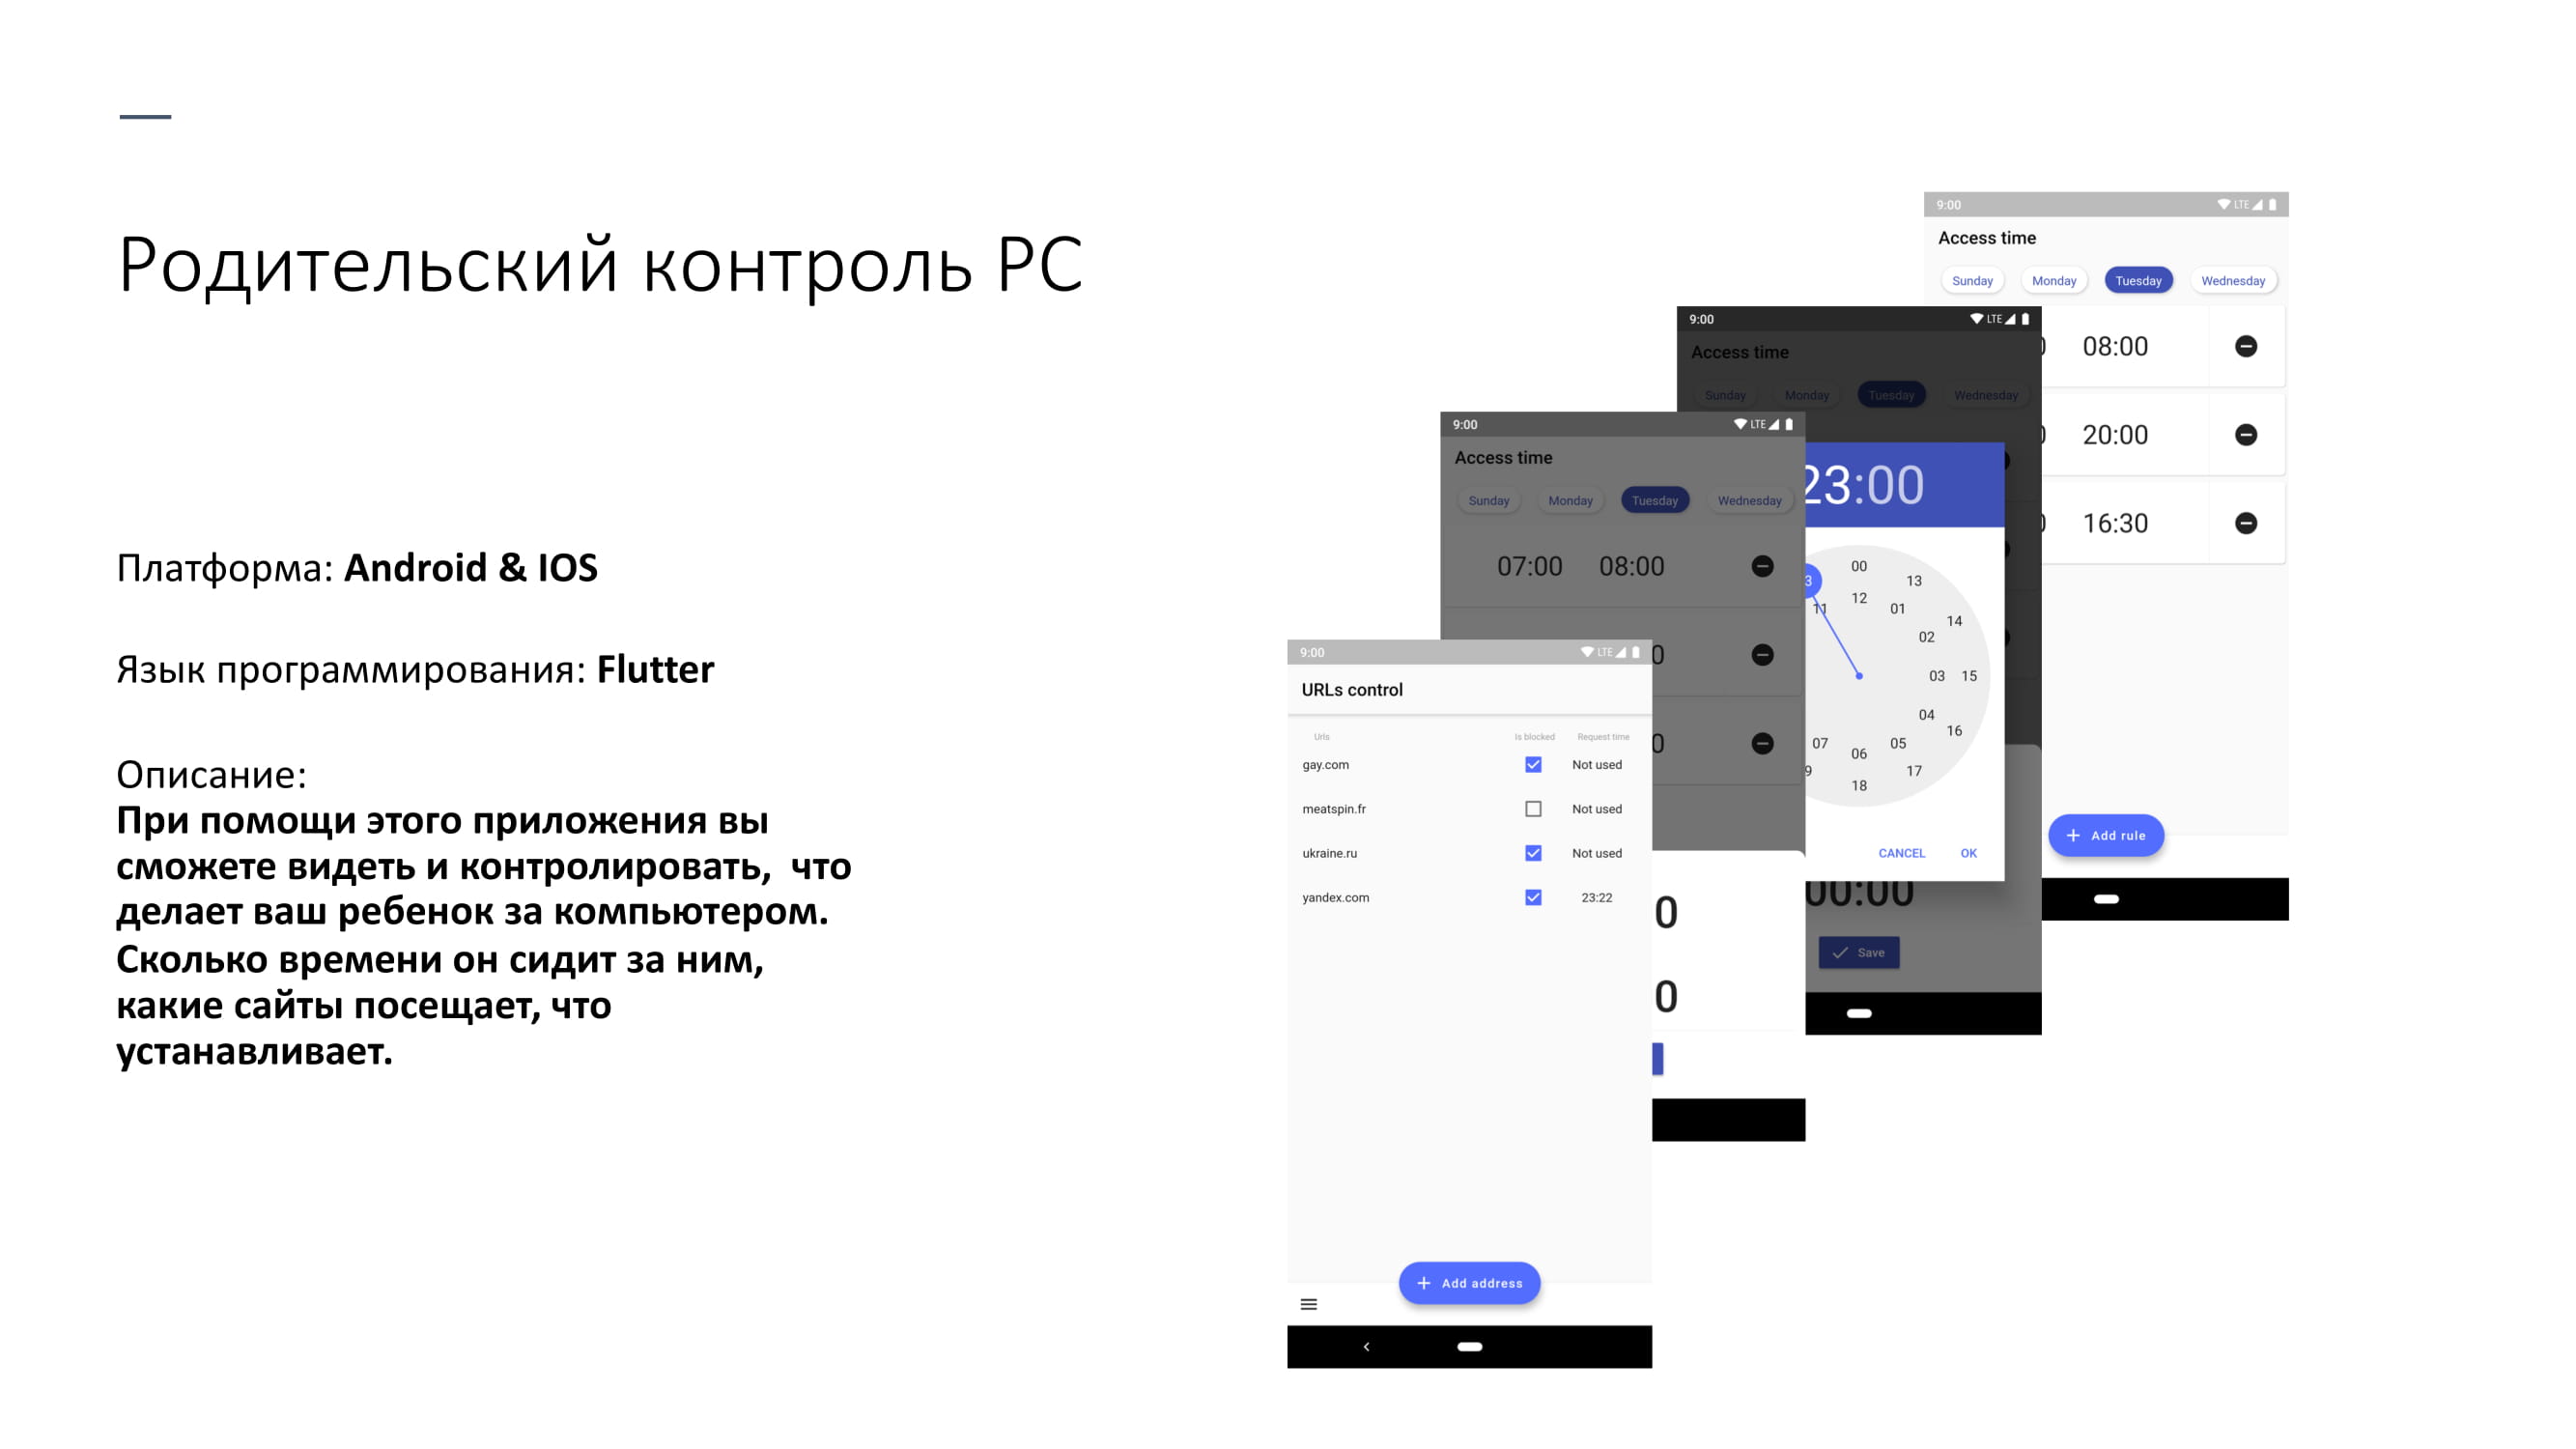 Родительский контроль PC
Платформа: Android & IOS
Язык программирования: Flutter
Описание:
При помощи этого приложения вы
сможете видеть и контролировать,  что
делает ваш ребенок за компьютером.
Сколько времени он сидит за ним,
какие сайты посещает, что
устанавливает.
9:00 LTE
Access time
Sunday Monday Tuesday Wednesday
08:00
20:00
16:30
+ Add rule
9:00 LTE
Access time
Sunday Monday Tuesday Wednesday
23:00
00
13
12
11 01
14
02
03 15
04
16
07 05
06
17
18
CANCEL OK
00:00
Save
9:00 LTE
Access time
Sunday Monday Tuesday Wednesday
07:00 08:00
9:00 LTE
URLs control
Urls Is blocked Request time
gay.com Not used
meatspin.fr Not used
ukraine.ru Not used
yandex.com 23:22
+ Add address